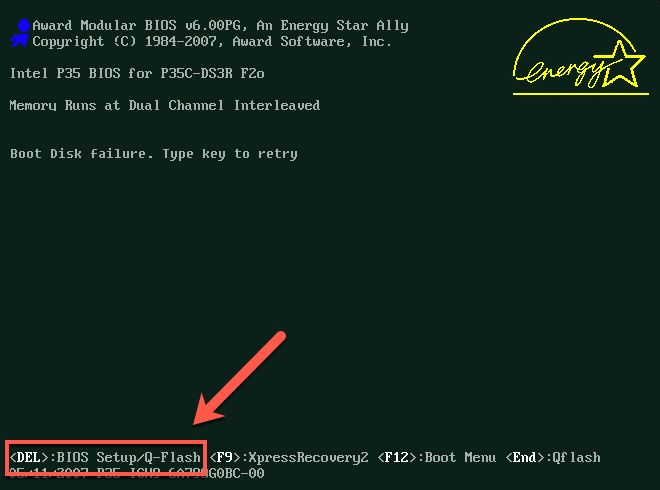 Award Modular BIOS v6.00PG, An Energy Star Ally
Copyright (C) 1984-2007, Award Software, Inc.
energy
Intel P35 BIOS for P35C-DS3R F2o
Memory Runs at Dual Channel Interleaved
Boot Disk failure. Type key to retry
<DEL>:BIOS Setup/Q-Flash <F9>:XpressRecovery2 <F12>:Boot Menu <End>:Qflash
05/11/2007-P35-ICH9-6A79
G0BC-00